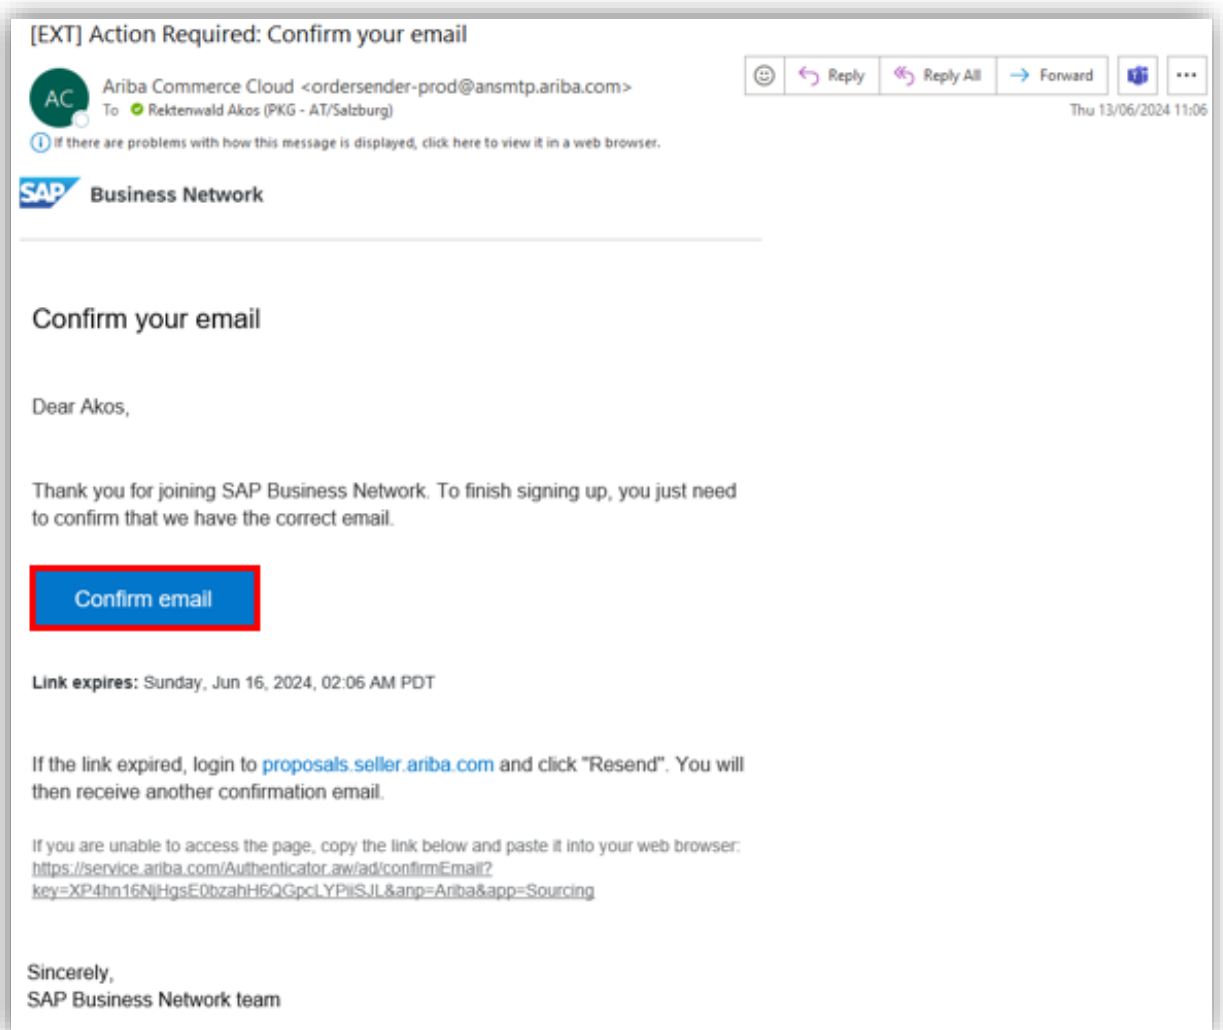 [EXT] Action Required: Confirm your email
AC
Ariba Commerce Cloud <ordersender-prod@ansmtp.ariba.com>
To Rektenwald Akos (PKG - AT/Salzburg)
Reply
Reply All
Forward
Thu 13/06/2024 11:06
If there are problems with how this message is displayed, click here to view it in a web browser.
SAP Business Network
Confirm your email
Dear Akos,
Thank you for joining SAP Business Network. To finish signing up, you just need
to confirm that we have the correct email.
Confirm email
Link expires: Sunday, Jun 16, 2024, 02:06 AM PDT
If the link expired, login to proposals.seller.ariba.com and click "Resend". You will
then receive another confirmation email.
If you are unable to access the page, copy the link below and paste it into your web browser:
https://service.ariba.com/Authenticator.aw/ad/confirmEmail?
key=XP4hn16NjHgsE0bzahH6QGpcLYPiiSJL&anp=Ariba&app=Sourcing
Sincerely,
SAP Business Network team